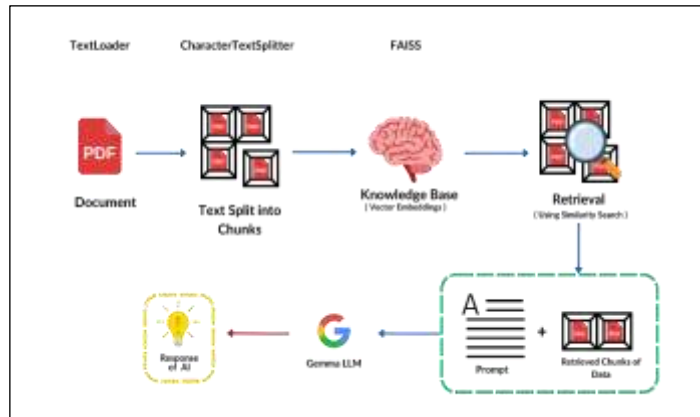 TextLoader
CharacterTextSplitter
FAISS
PDF
Document
Text Split into
Chunks
Knowledge Base
( Vector Embeddings )
Retrieval
( Using Similarity Search )
A
Prompt
+
Retrieved Chunks of
Data
Gemma LLM
Response
of AI